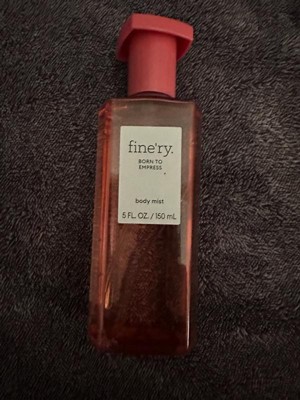 fine'ry.
BORN TO
EMPRESS
body mist
5 FL. OZ. / 150 mL